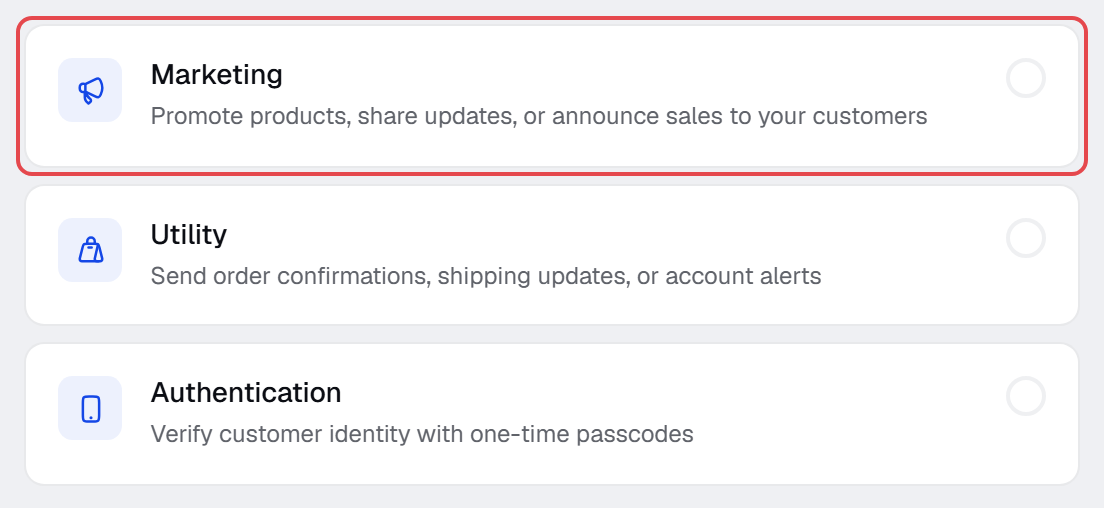 Marketing
Promote products, share updates, or announce sales to your customers
Utility
Send order confirmations, shipping updates, or account alerts
Authentication
Verify customer identity with one-time passcodes